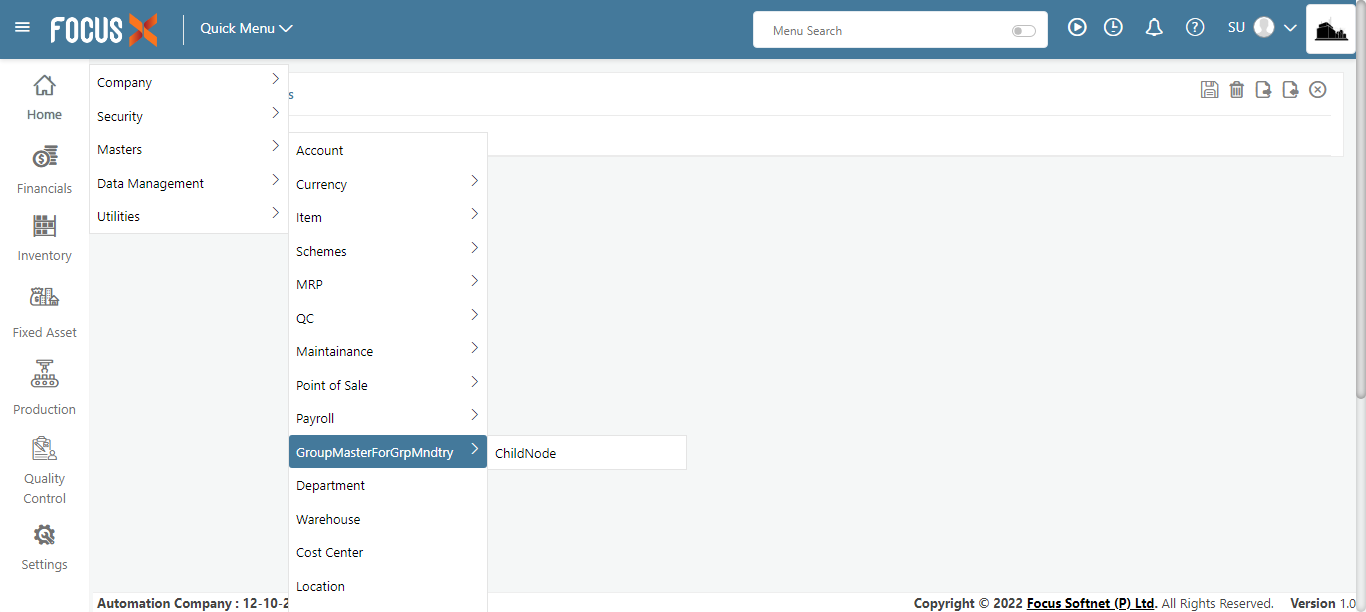 FOCUS X
Quick Menu
Menu Search
SU
Home
Financials
Inventory
Fixed Asset
Production
Quality
Control
Settings
Company
Security
Masters
Data Management
Utilities
s
Account
Currency
Item
Schemes
MRP
QC
Maintainance
Point of Sale
Payroll
GroupMasterForGrpMndtry
ChildNode
Department
Warehouse
Cost Center
Location
Automation Company : 12-10-2
Copyright © 2022 Focus Softnet (P) Ltd. All Rights Reserved. Version 1.0